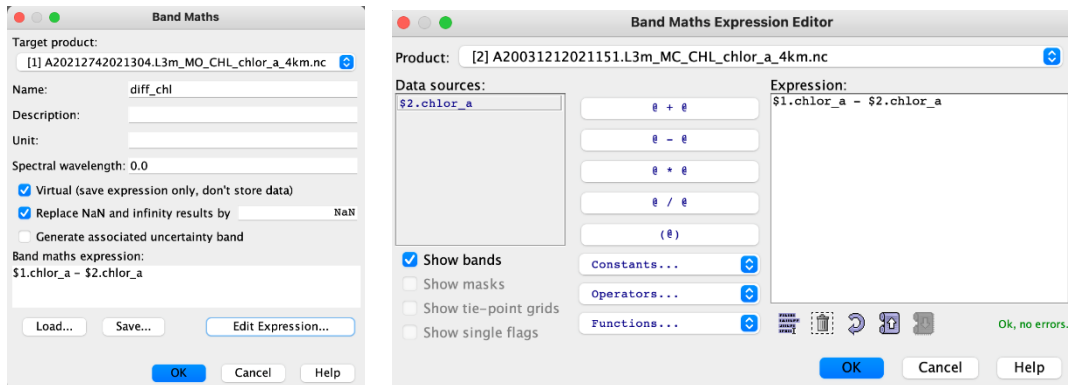 Band Maths
Target product:
[1] A20212742021304.L3m_MO_CHL_chlor_a_4km.nc
Name: diff_chl
Description:
Unit:
Spectral wavelength: 0.0
Virtual (save expression only, don't store data)
Replace NaN and infinity results by NaN
Generate associated uncertainty band
Band maths expression:
$1.chlor_a - $2.chlor_a
Load... Save... Edit Expression...
OK Cancel Help
Band Maths Expression Editor
Product: [2] A20031212021151.L3m_MC_CHL_chlor_a_4km.nc
Data sources: Expression:
$2.chlor_a @ + @ $1.chlor_a - $2.chlor_a
@ - @
@ * @
@ / @
(@)
Show bands Constants...
Show masks Operators...
Show tie-point grids Functions...
Show single flags Ok, no errors.
OK Cancel Help